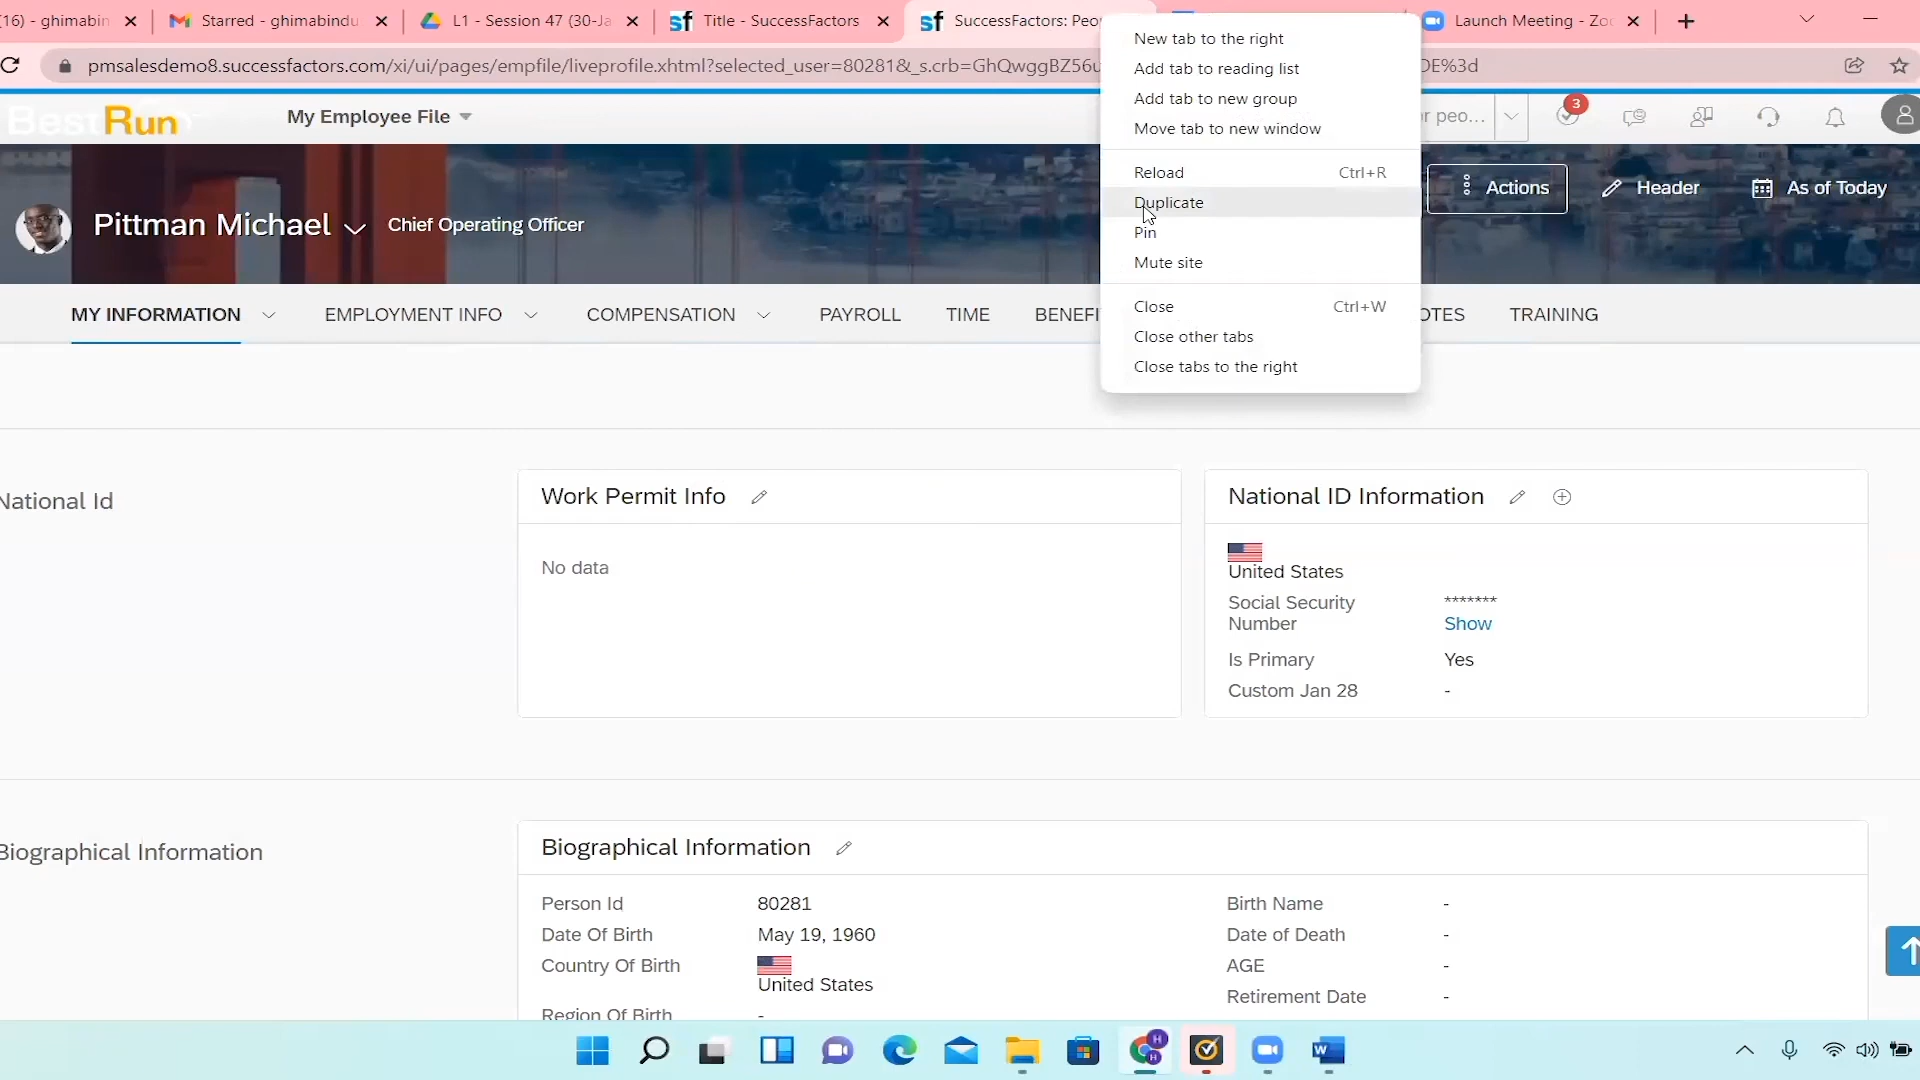 (16) - ghimabin
Starred - ghimabindu
L1 - Session 47 (30-Ja
Title - SuccessFactors
SuccessFactors: Peo
Launch Meeting - Zo
pmsalesdemo8.successfactors.com/xi/ui/pages/empfile/liveprofile.xhtml?selected_user=80281&_s.crb=GhQwggBZ56u
DE%3d
New tab to the right
Add tab to reading list
Add tab to new group
Move tab to new window
Reload Ctrl+R
Duplicate
Pin
Mute site
Close Ctrl+W
Close other tabs
Close tabs to the right
BestRun
My Employee File
r peo...
3
Pittman Michael
Chief Operating Officer
Actions
Header
As of Today
MY INFORMATION
EMPLOYMENT INFO
COMPENSATION
PAYROLL
TIME
BENEFI
OTES
TRAINING
National Id
Work Permit Info
No data
National ID Information
United States
Social Security Number *******
Show
Is Primary Yes
Custom Jan 28 -
Biographical Information
Biographical Information
Person Id 80281
Date Of Birth May 19, 1960
Country Of Birth United States
Region Of Birth -
Birth Name -
Date of Death -
AGE -
Retirement Date -